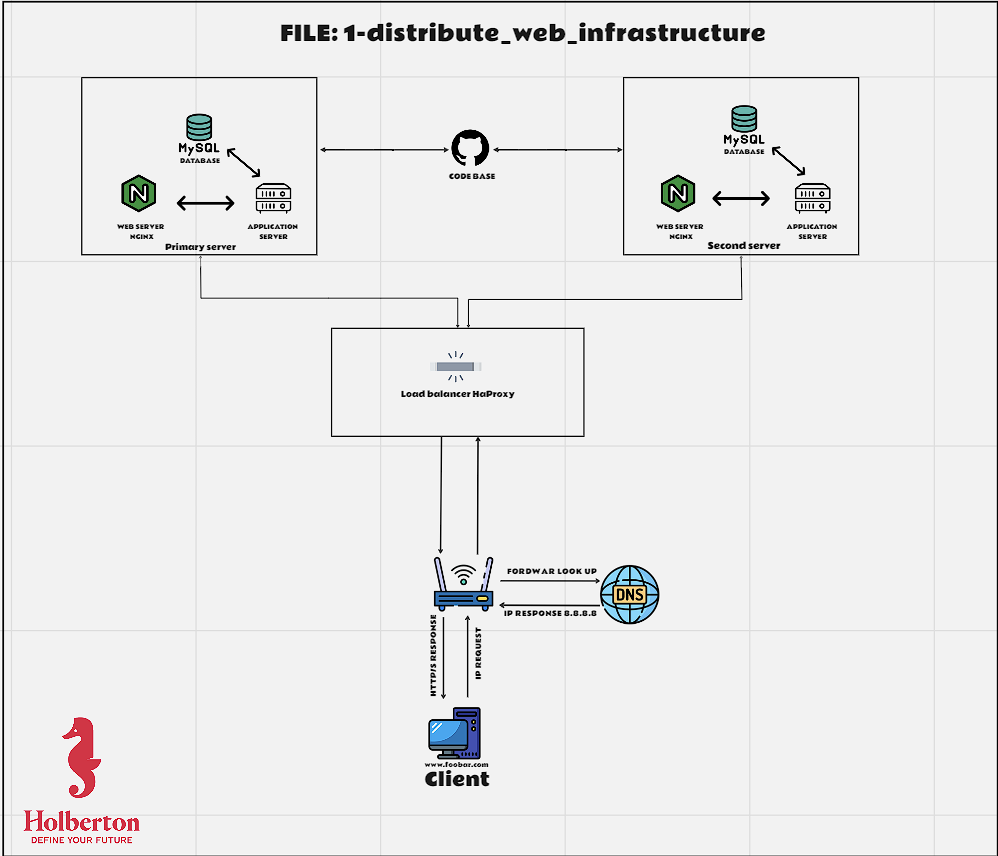 FILE: 1-distribute_web_infrastructure
MySQL
DATABASE
WEB SERVER
NGINX
APPLICATION
SERVER
Primary server
CODE BASE
MySQL
DATABASE
WEB SERVER
NGINX
APPLICATION
SERVER
Second server
Load balancer HaProxy
FORDWAR LOOK UP
DNS
IP RESPONSE 8.8.8.8
HTTP/S RESPONSE
IP REQUEST
www.foobar.com
Client
Holberton
DEFINE YOUR FUTURE